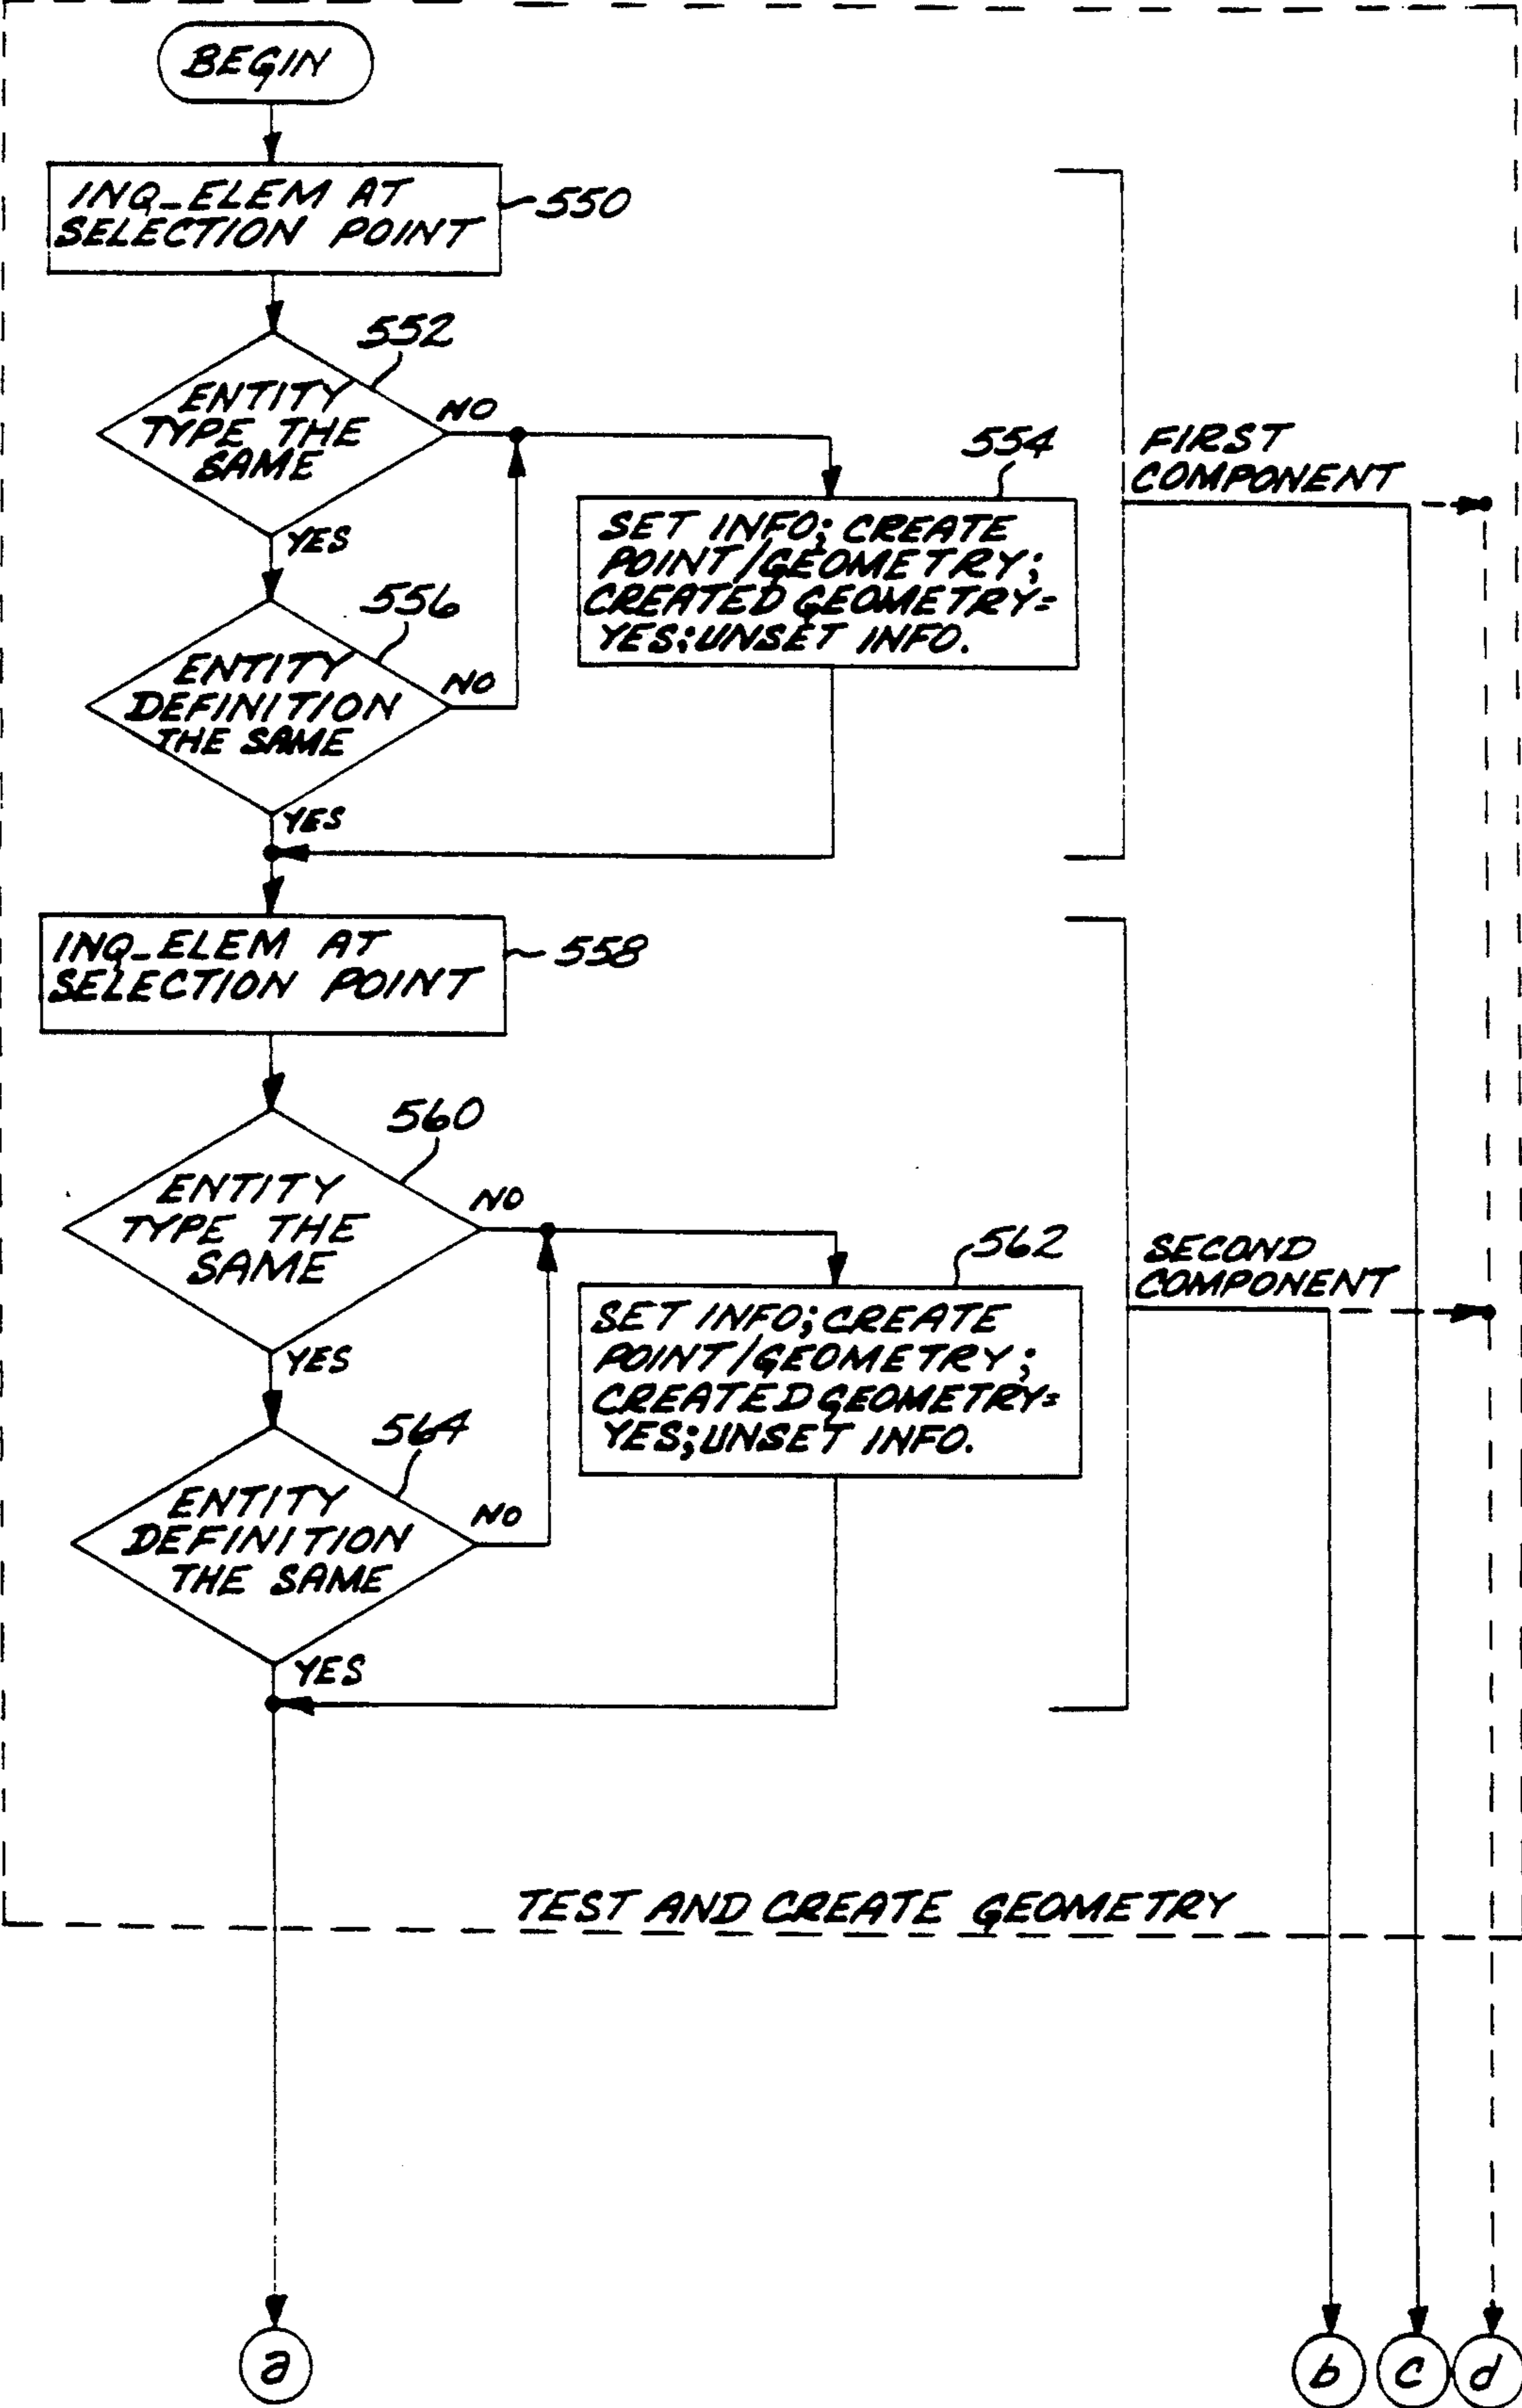 BEGIN
INQ_ELEM AT
SELECTION POINT
550
552
ENTITY
TYPE THE
SAME
NO
YES
554
SET INFO; CREATE
POINT/GEOMETRY;
CREATED GEOMETRY=
YES; UNSET INFO.
FIRST
COMPONENT
556
ENTITY
DEFINITION
THE SAME
NO
YES
INQ_ELEM AT
SELECTION POINT
558
560
ENTITY
TYPE THE
SAME
NO
YES
562
SET INFO; CREATE
POINT/GEOMETRY;
CREATED GEOMETRY=
YES; UNSET INFO.
SECOND
COMPONENT
564
ENTITY
DEFINITION
THE SAME
NO
YES
TEST AND CREATE GEOMETRY
a
b
c
d